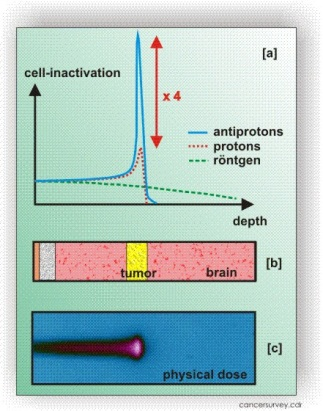 [a]
cell-inactivation
x 4
antiprotons
protons
röntgen
depth
[b]
tumor brain
[c]
physical dose
cancersurvey.cdr